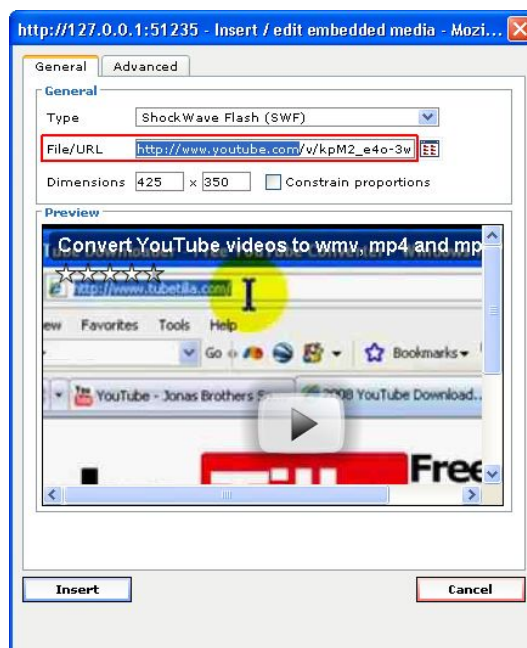 http://127.0.0.1:51235 - Insert / edit embedded media - Mozi...
General Advanced
General
Type ShockWave Flash (SWF)
File/URL http://www.youtube.com/v/kpM2_e4o-3w
Dimensions 425 x 350 Constrain proportions
Preview
Convert YouTube videos to wmv, mp4 and mp
http://www.tubetilla.com/
ew Favorites Tools Help
Go Bookmarks
YouTube - Jonas Brothers S 2008 YouTube Download..
Free
Insert Cancel